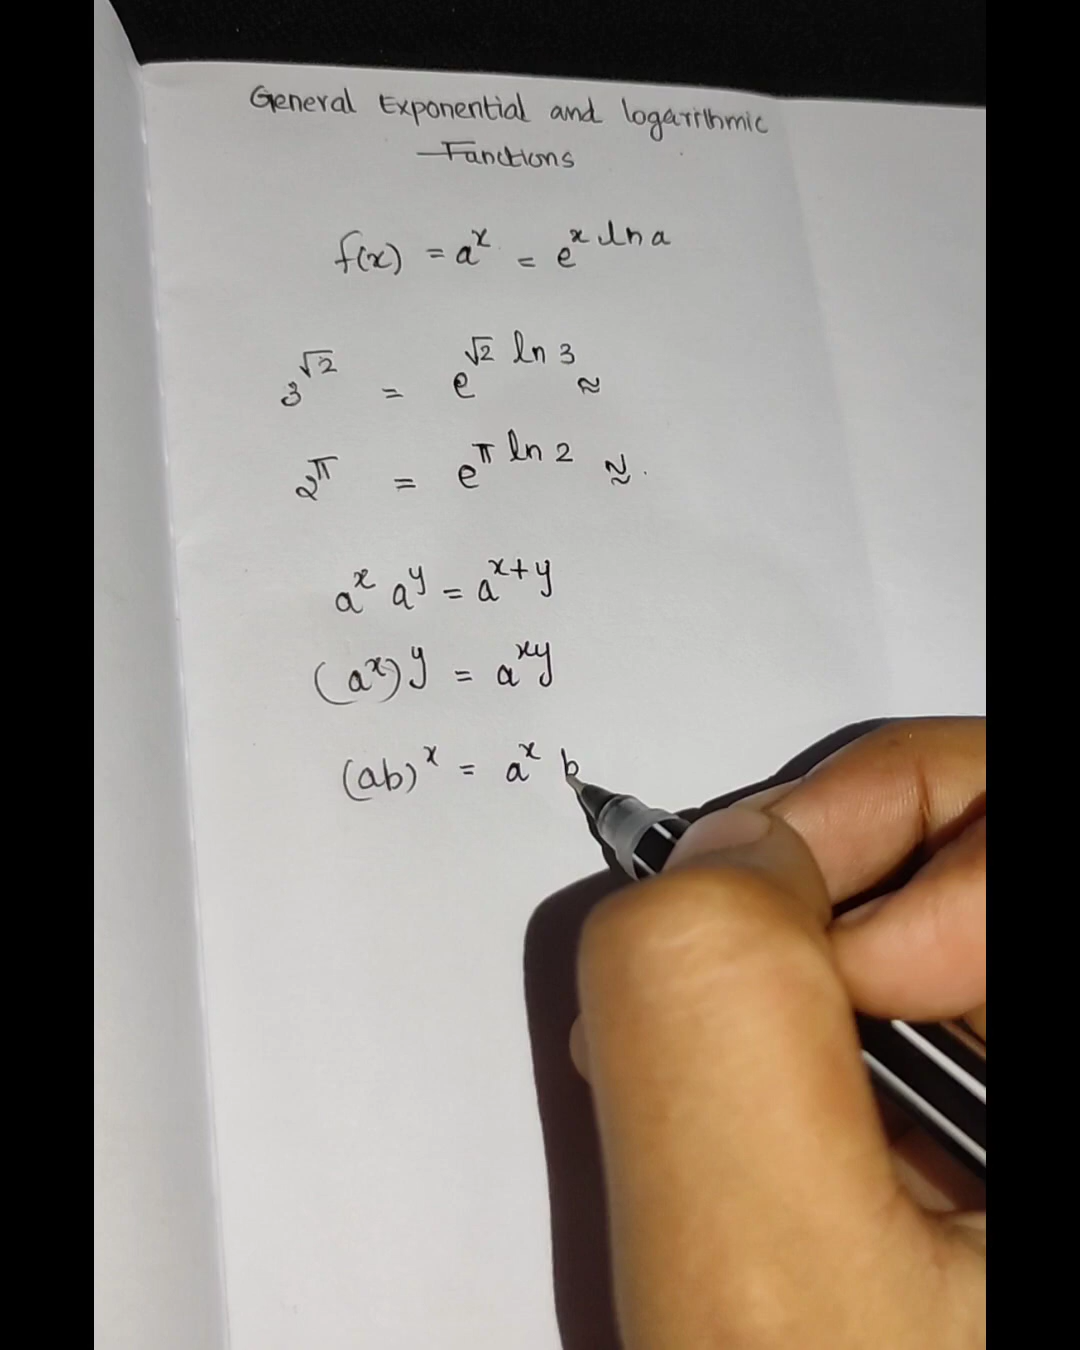 General Exponential and logarithmic
Functions
f(x) = a^x = e^{x ln a}
3^{√2} = e^{√2 ln 3} ≈
2^π = e^{π ln 2} ≈.
a^x a^y = a^{x+y}
(a^x)^y = a^{xy}
(ab)^x = a^x b